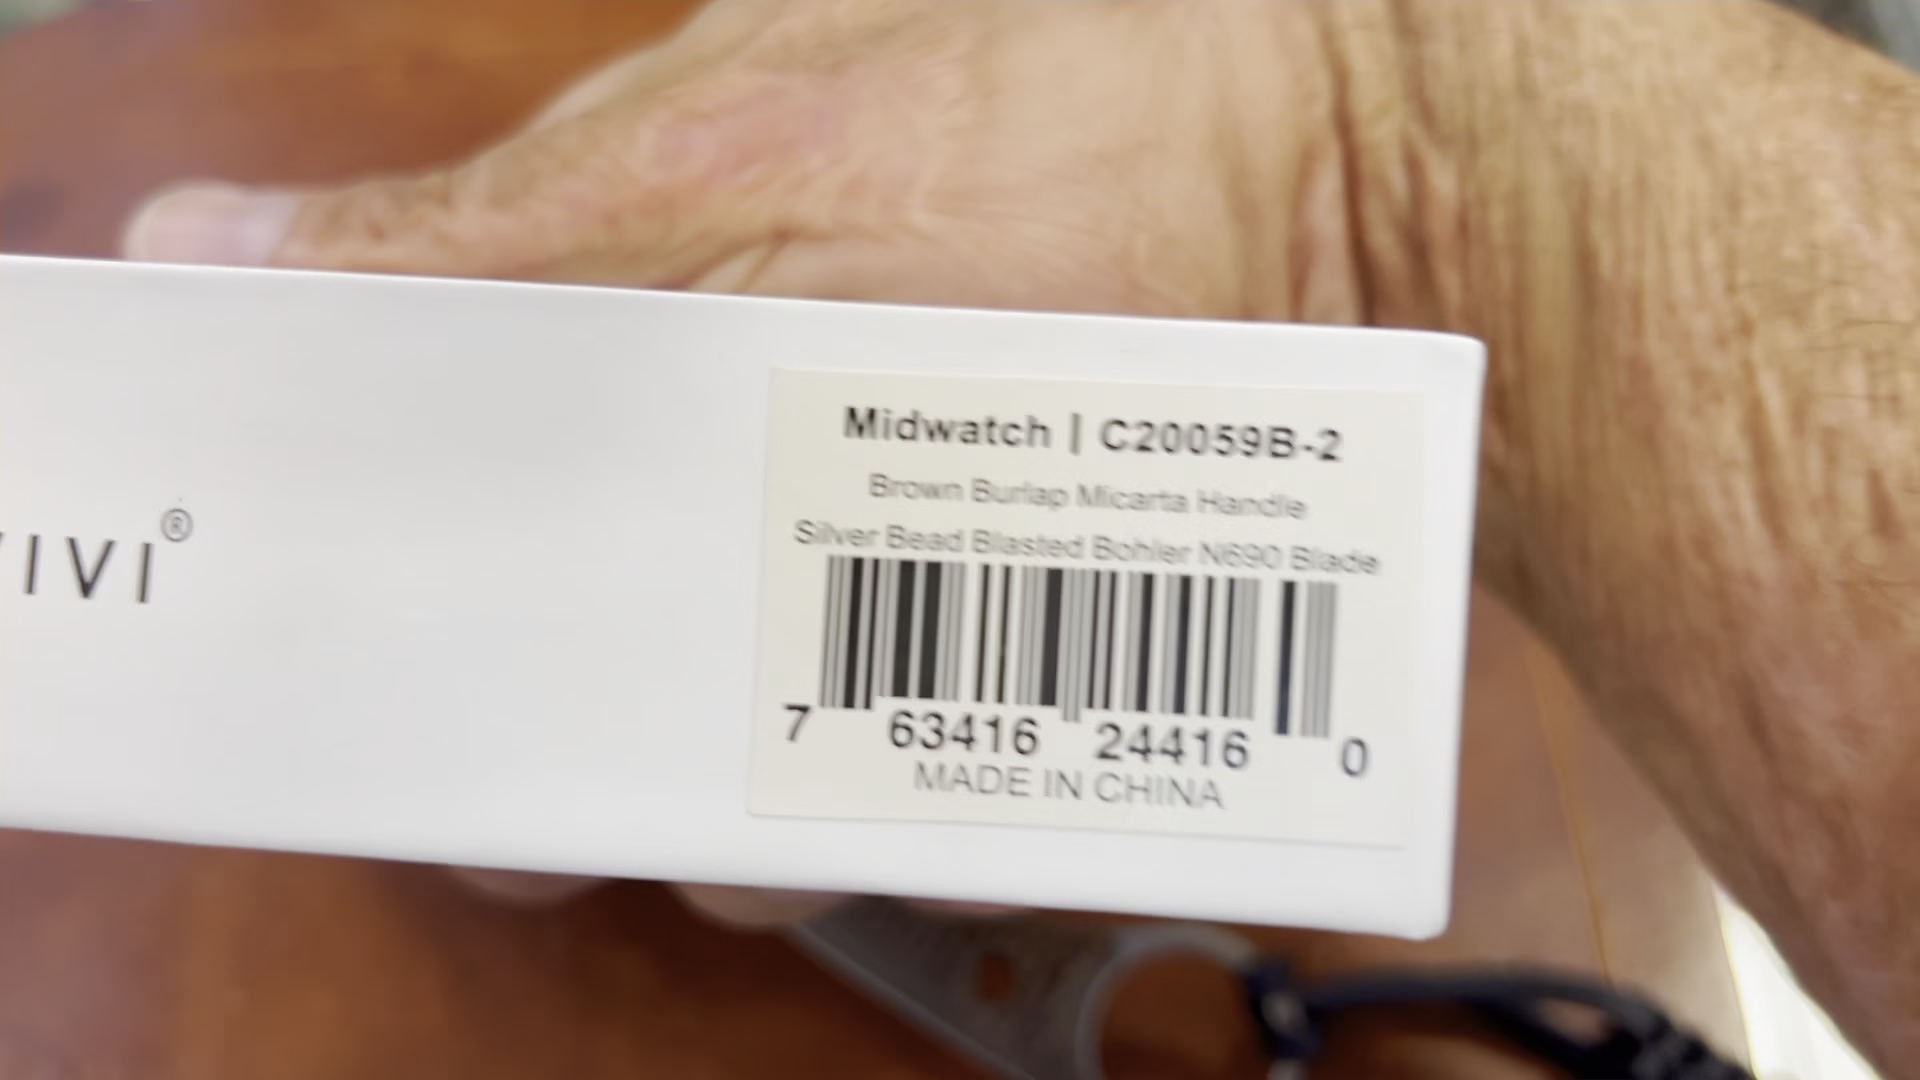 VIVI®
Midwatch | C20059B-2
Brown Burlap Micarta Handle
Silver Bead Blasted Bohler N690 Blade
7 63416 24416 0
MADE IN CHINA